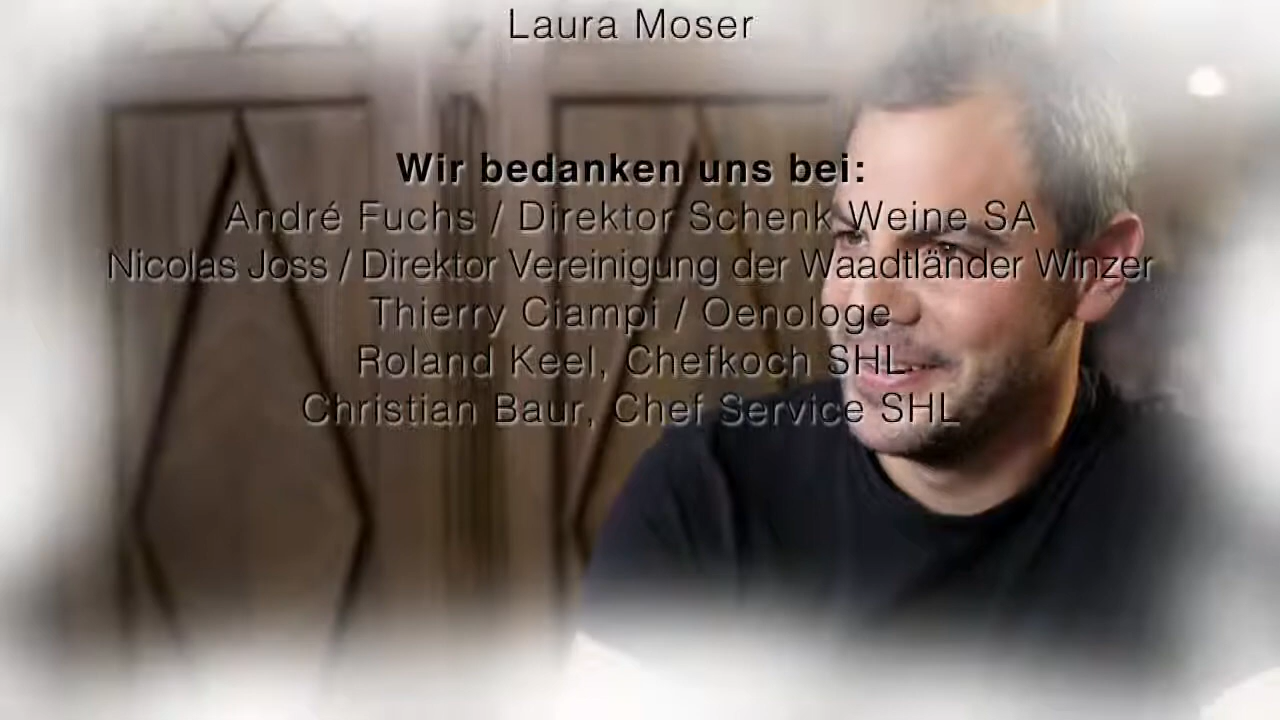 Laura Moser
Wir bedanken uns bei:
André Fuchs / Direktor Schenk Weine SA
Nicolas Joss / Direktor Vereinigung der Waadtländer Winzer
Thierry Ciampi / Oenologe
Roland Keel, Chefkoch SHL
Christian Baur, Chef Service SHL